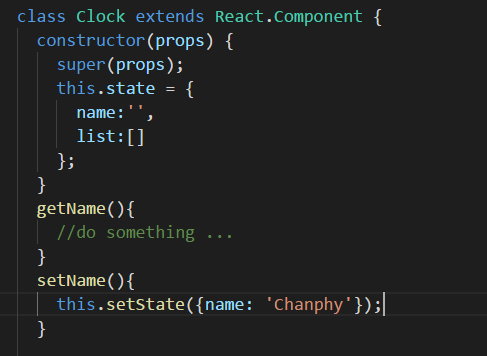 class Clock extends React.Component {
constructor(props) {
super(props);
this.state = {
name:'',
list:[]
};
}
getName(){
//do something ...
}
setName(){
this.setState({name: 'Chanphy'});
}